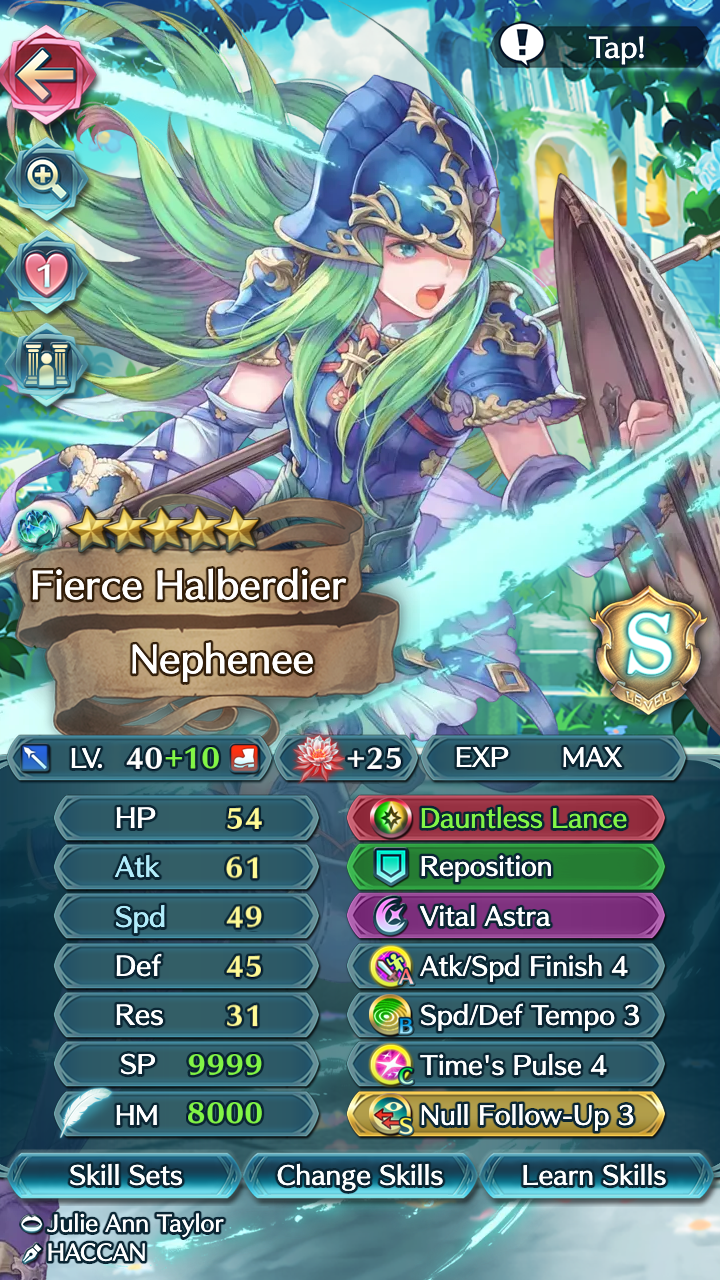 ! Tap!
1
Fierce Halberdier
Nephenee
S
LEVEL
LV. 40+10 +25 EXP MAX
HP 54 Dauntless Lance
Atk 61 Reposition
Spd 49 Vital Astra
Def 45 A Atk/Spd Finish 4
Res 31 B Spd/Def Tempo 3
SP 9999 C Time's Pulse 4
HM 8000 S Null Follow-Up 3
Skill Sets Change Skills Learn Skills
Julie Ann Taylor
HACCAN